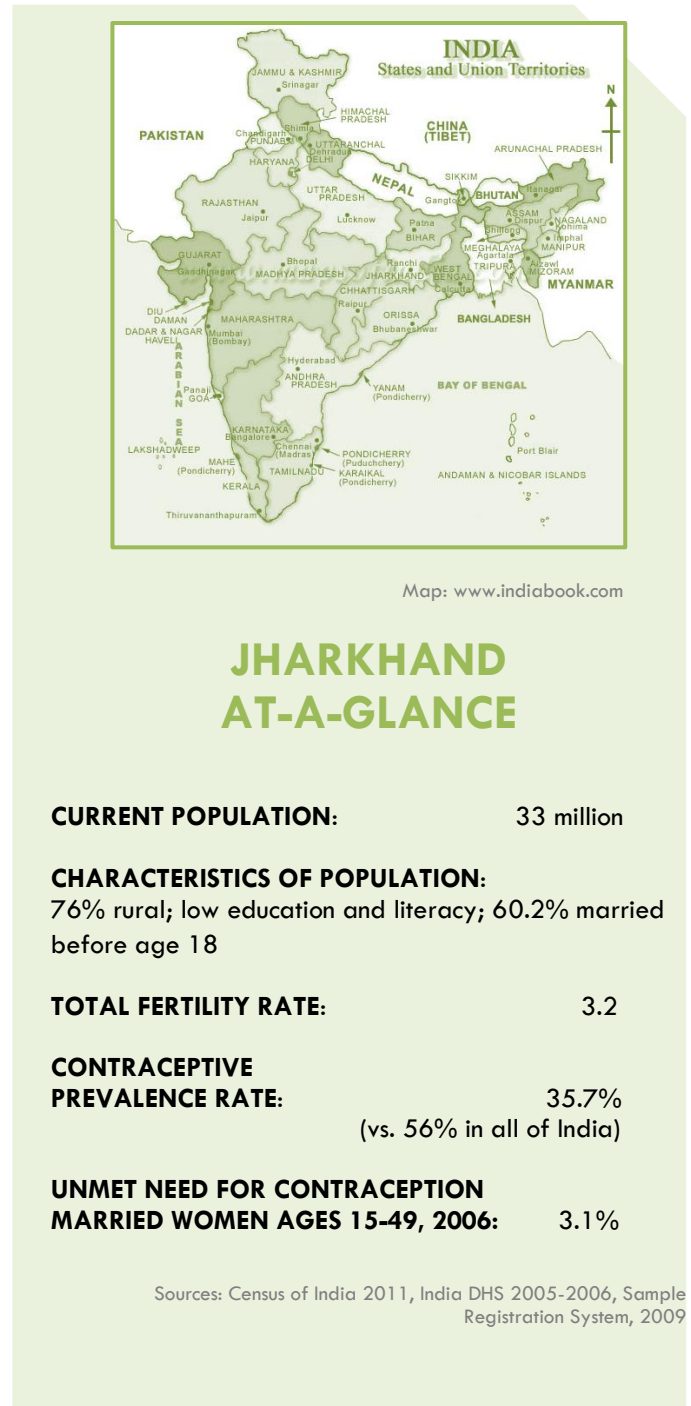 INDIA
States and Union Territories
N
JAMMU & KASHMIR
Srinagar
HIMACHAL
PRADESH
PAKISTAN
CHINA
(TIBET)
Chandigarh
Shimla
PUNJAB
UTTARANCHAL
Dehradun
ARUNACHAL PRADESH
HARYANA
DELHI
NEPAL
SIKKIM
Gangtok
BHUTAN
Itanagar
RAJASTHAN
Jaipur
UTTAR
PRADESH
Lucknow
Patna
BIHAR
ASSAM
Dispur
NAGALAND
Kohima
Shillong
Imphal
MANIPUR
MEGHALAYA
Agartala
TRIPURA
Aizawl
MIZORAM
GUJARAT
Gandhinagar
Bhopal
MADHYA PRADESH
Ranchi
JHARKHAND
WEST
BENGAL
Calcutta
MYANMAR
CHHATTISGARH
Raipur
DIU
DAMAN
DADAR & NAGAR
HAVELI
MAHARASHTRA
Mumbai
(Bombay)
ORISSA
Bhubaneshwar
BANGLADESH
ARABIAN SEA
Hyderabad
ANDHRA
PRADESH
YANAM
(Pondicherry)
BAY OF BENGAL
Panaji
GOA
KARNATAKA
Bangalore
Chennai
(Madras)
LAKSHADWEEP
MAHE
(Pondicherry)
PONDICHERRY
(Puduchchery)
TAMILNADU
KARAIKAL
(Pondicherry)
Port Blair
ANDAMAN & NICOBAR ISLANDS
KERALA
Thiruvananthapuram
Map: www.indiabook.com
JHARKHAND
AT-A-GLANCE
CURRENT POPULATION: 33 million
CHARACTERISTICS OF POPULATION:
76% rural; low education and literacy; 60.2% married
before age 18
TOTAL FERTILITY RATE: 3.2
CONTRACEPTIVE
PREVALENCE RATE: 35.7%
(vs. 56% in all of India)
UNMET NEED FOR CONTRACEPTION
MARRIED WOMEN AGES 15-49, 2006: 3.1%
Sources: Census of India 2011, India DHS 2005-2006, Sample
Registration System, 2009